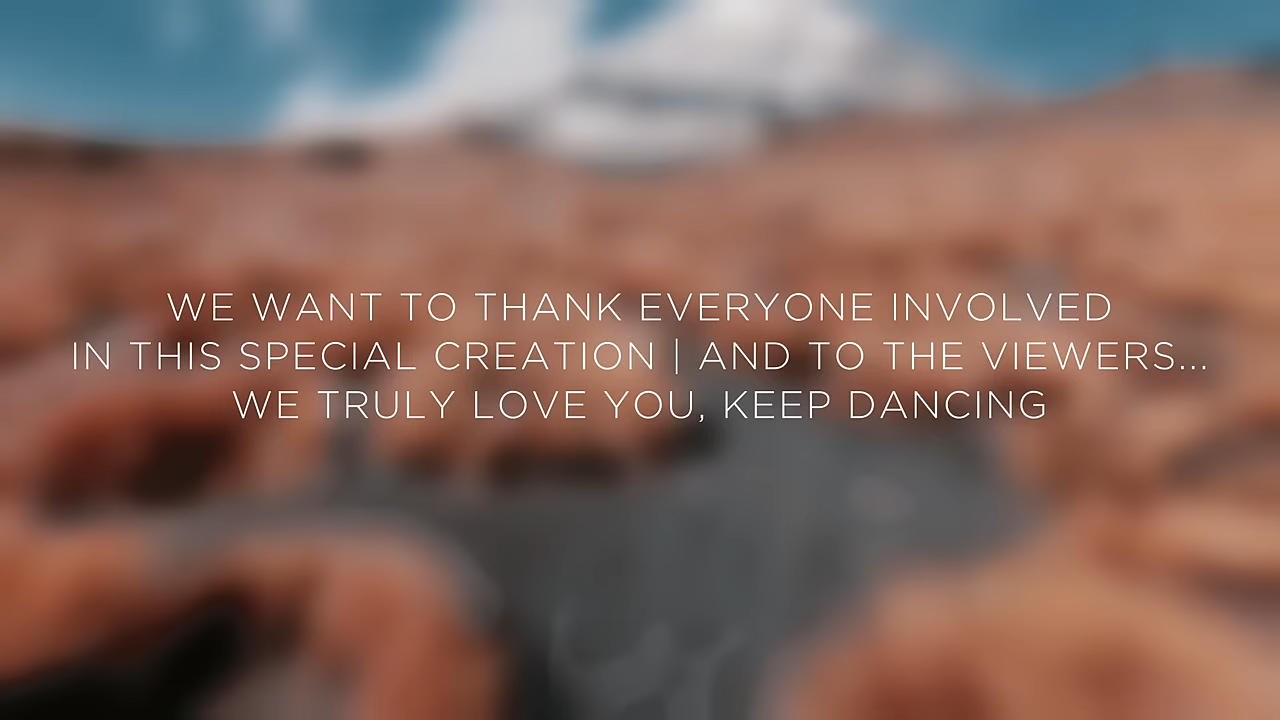 WE WANT TO THANK EVERYONE INVOLVED
IN THIS SPECIAL CREATION | AND TO THE VIEWERS...
WE TRULY LOVE YOU, KEEP DANCING